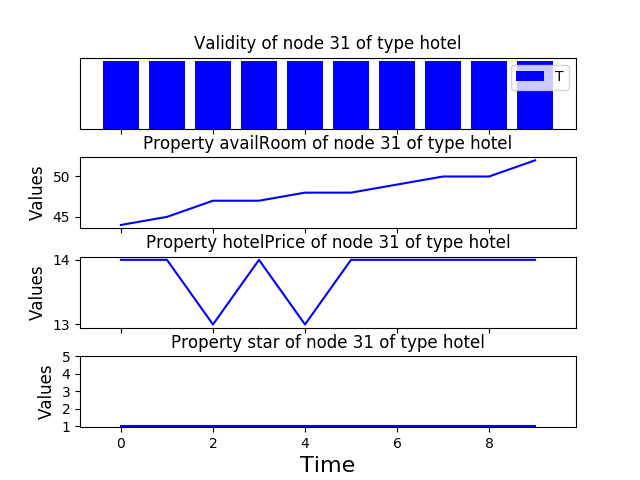 Validity of node 31 of type hotel
T
Property availRoom of node 31 of type hotel
50
45
Values
Property hotelPrice of node 31 of type hotel
14
13
Values
Property star of node 31 of type hotel
5
4
3
2
1
Values
0 2 4 6 8
Time